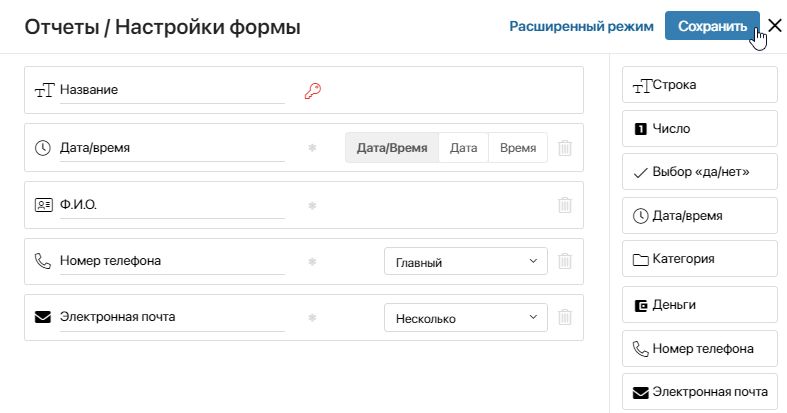 Отчеты / Настройки формы
Расширенный режим
Сохранить
Название
Дата/время
Дата/Время Дата Время
Ф.И.О.
Номер телефона
Главный
Электронная почта
Несколько
Строка
Число
Выбор «да/нет»
Дата/время
Категория
Деньги
Номер телефона
Электронная почта